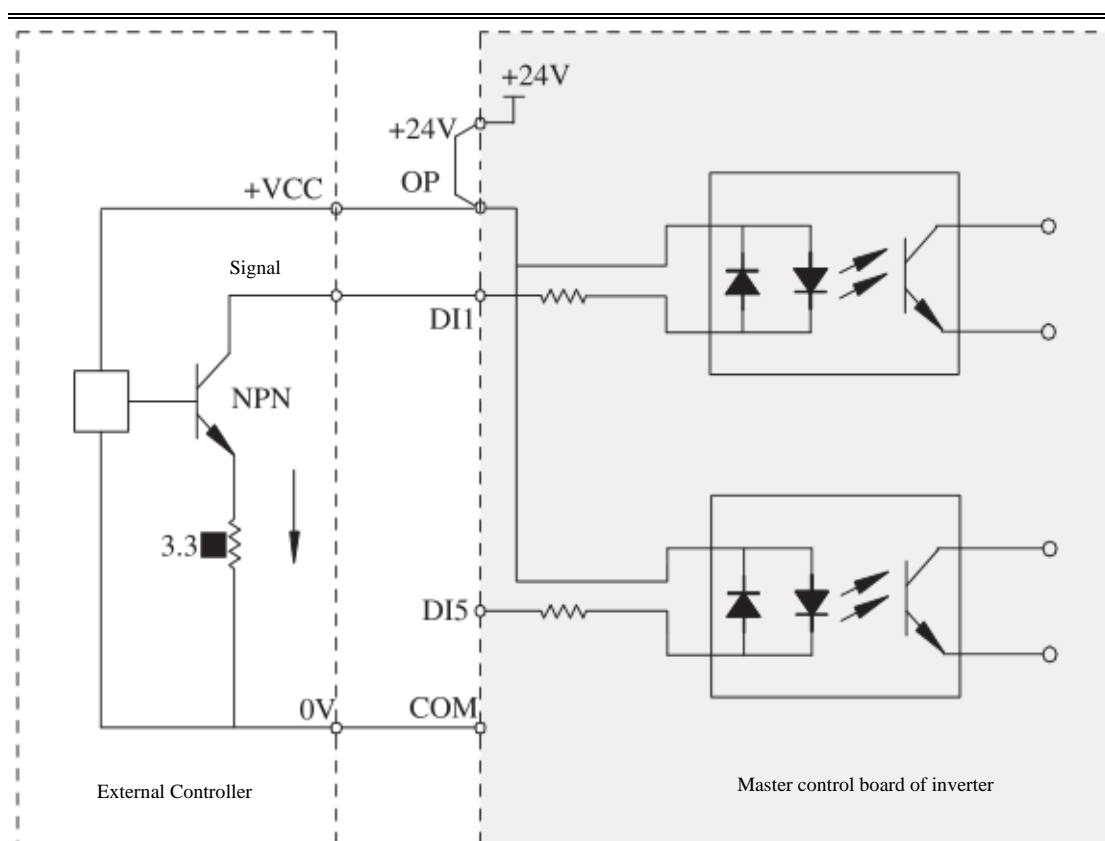 +24V
+24V
OP
+VCC
Signal
DI1
NPN
3.3
DI5
0V
COM
External Controller
Master control board of inverter